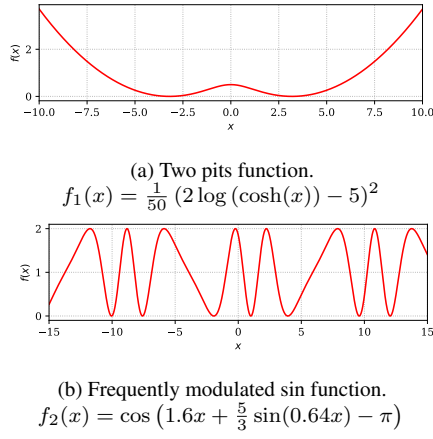 f(x)
2
0
−10.0 −7.5 −5.0 −2.5 0.0 2.5 5.0 7.5 10.0
x
(a) Two pits function.
f₁(x) = 1/50 (2 log (cosh(x)) − 5)²
f(x)
2
1
0
−15 −10 −5 0 5 10 15
x
(b) Frequently modulated sin function.
f₂(x) = cos (1.6x + 5/3 sin(0.64x) − π)